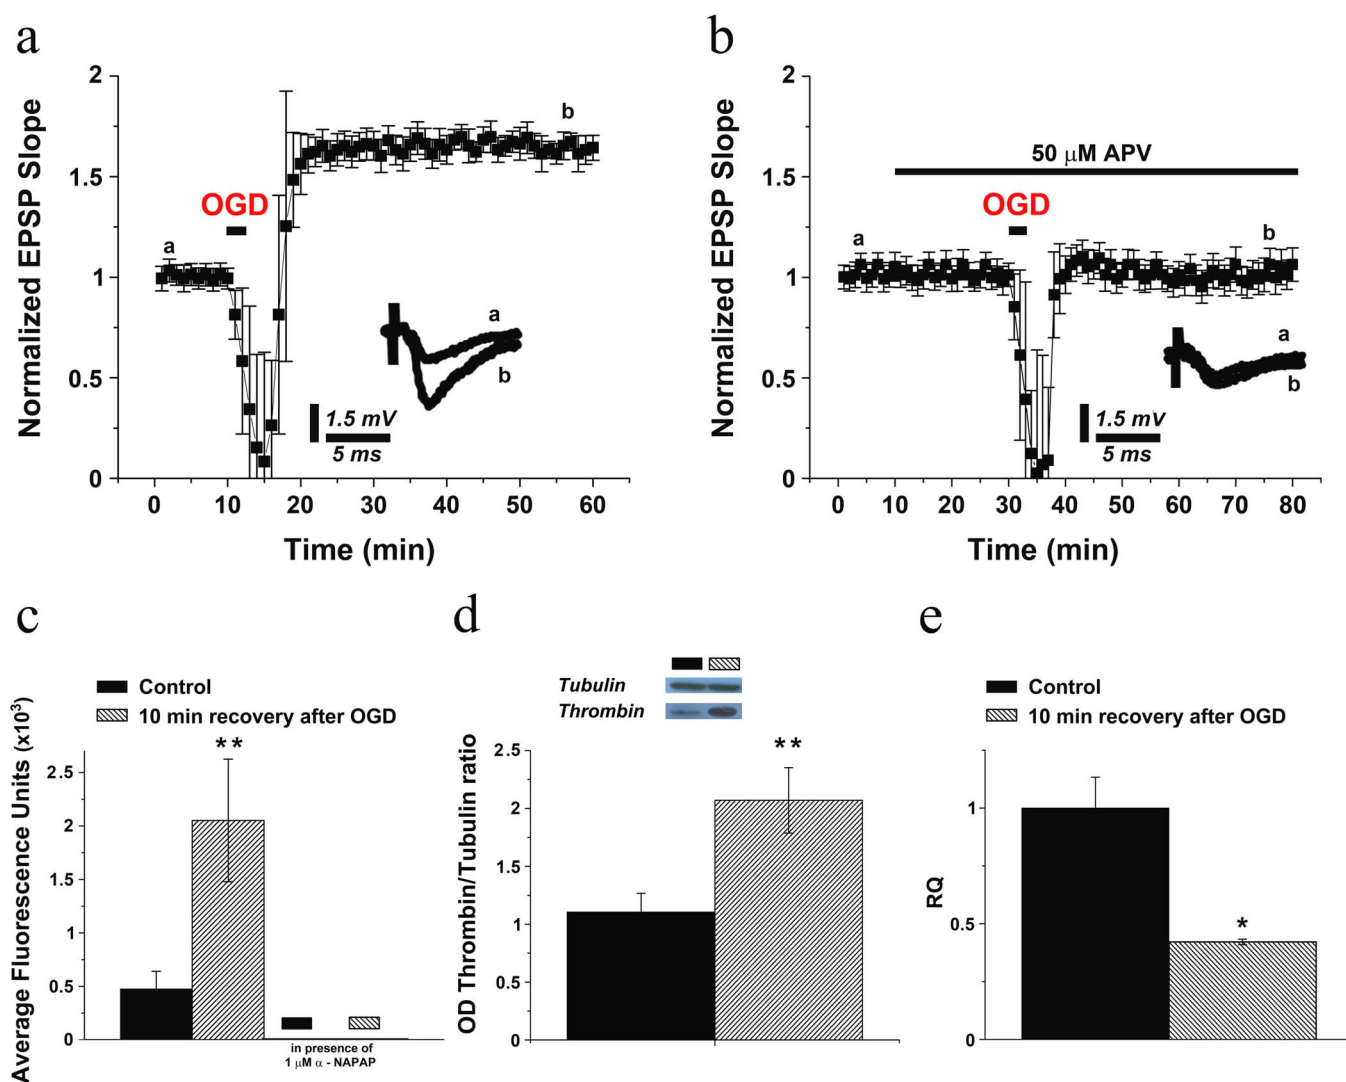 a
Normalized EPSP Slope
2
1.5
1
0.5
0
OGD
a
b
a
b
1.5 mV
5 ms
0 10 20 30 40 50 60
Time (min)
b
Normalized EPSP Slope
2
1.5
1
0.5
0
50 μM APV
OGD
a
b
a
b
1.5 mV
5 ms
0 10 20 30 40 50 60 70 80
Time (min)
c
Control
10 min recovery after OGD
Average Fluorescence Units (x10³)
2.5
2
1.5
1
0.5
0
**
in presence of
1 μM α - NAPAP
d
Tubulin
Thrombin
OD Thrombin/Tubulin ratio
2.5
2
1.5
1
0.5
0
**
e
Control
10 min recovery after OGD
RQ
1
0.5
0
*